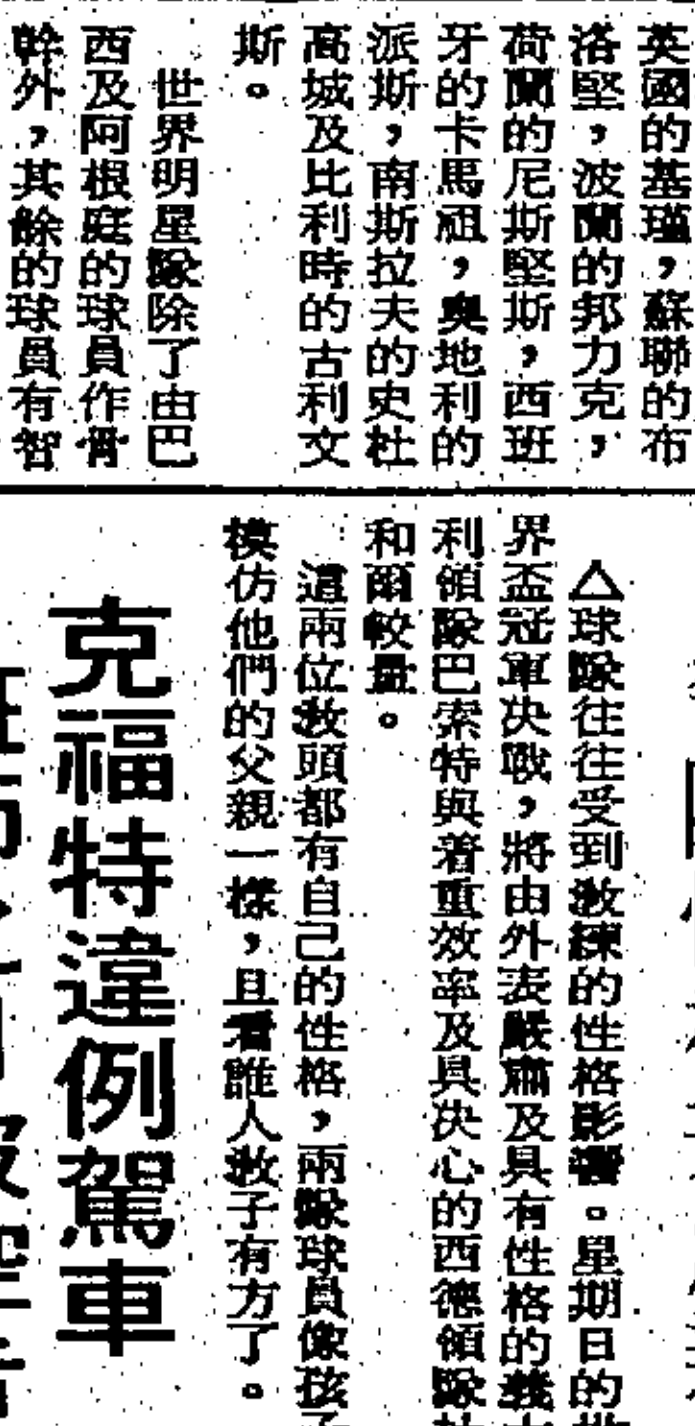 英國的基瑾，蘇聯的布
洛堅，波蘭的邦力克，
荷蘭的尼斯堅斯，西班
牙的卡馬祖，奧地利的
派斯，南斯拉夫的史杜
高城及比利時的古利文
斯。
世界明星隊除了由巴
西及阿根庭的球員作骨
幹外，其餘的球員有智
△球隊往往受到教練的性格影響。星期日的世
界盃冠軍决戰，將由外表嚴肅及具有性格的義大
利領隊巴索特與着重效率及具决心的西德領隊
和爾較量。
這兩位教頭都有自己的性格，兩隊球員像孩子
模仿他們的父親一樣，且看誰人教子有方了。
克福特違例駕車